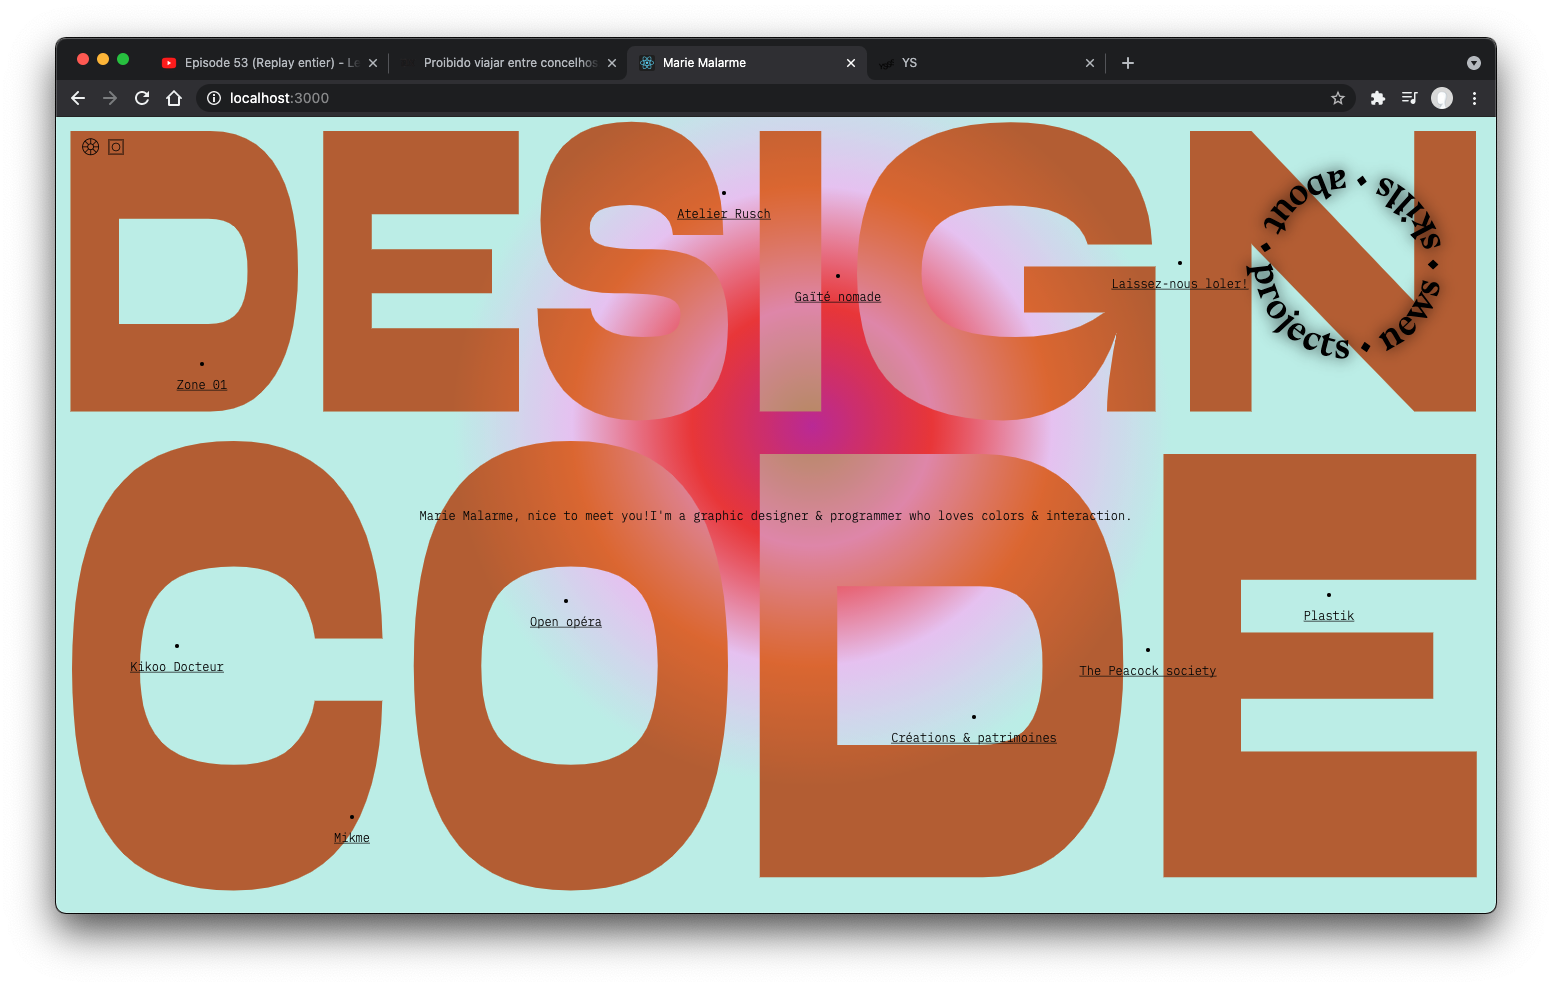 Episode 53 (Replay entier) - Le
Proibido viajar entre concelhos
Marie Malarme
YS
localhost:3000
DESIGN
about · skills · news · projects ·
Atelier Rusch
Gaïté nomade
Laissez-nous loler!
Zone 01
CODE
Marie Malarme, nice to meet you!I'm a graphic designer & programmer who loves colors & interaction.
Open opéra
Plastik
Kikoo Docteur
The Peacock society
Créations & patrimoines
Mikme